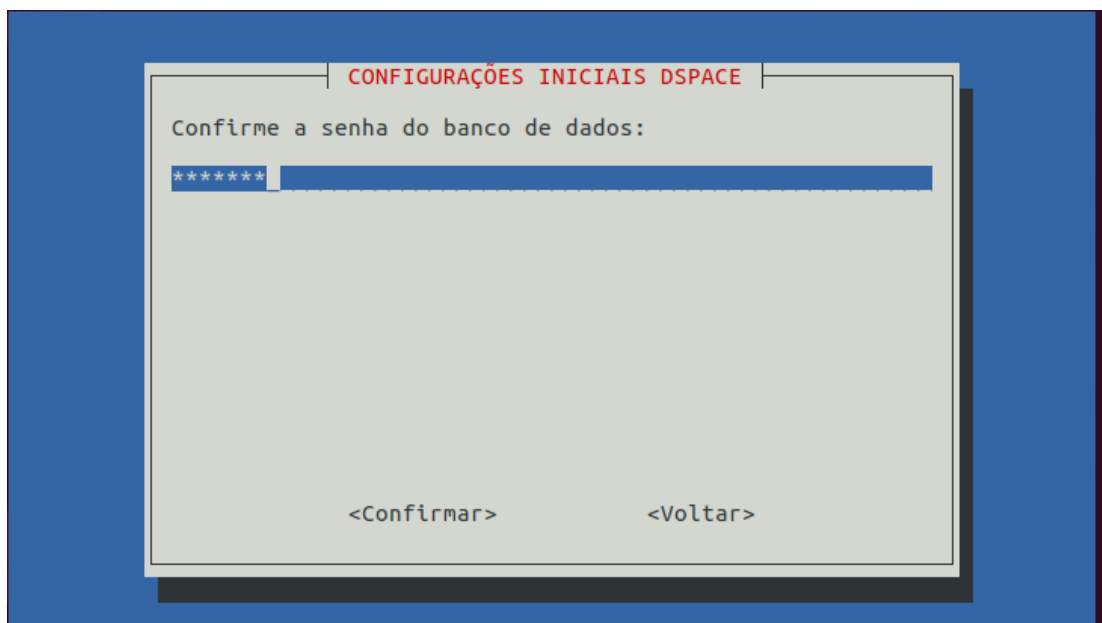 CONFIGURAÇÕES INICIAIS DSPACE
Confirme a senha do banco de dados:
*******_
<Confirmar> <Voltar>